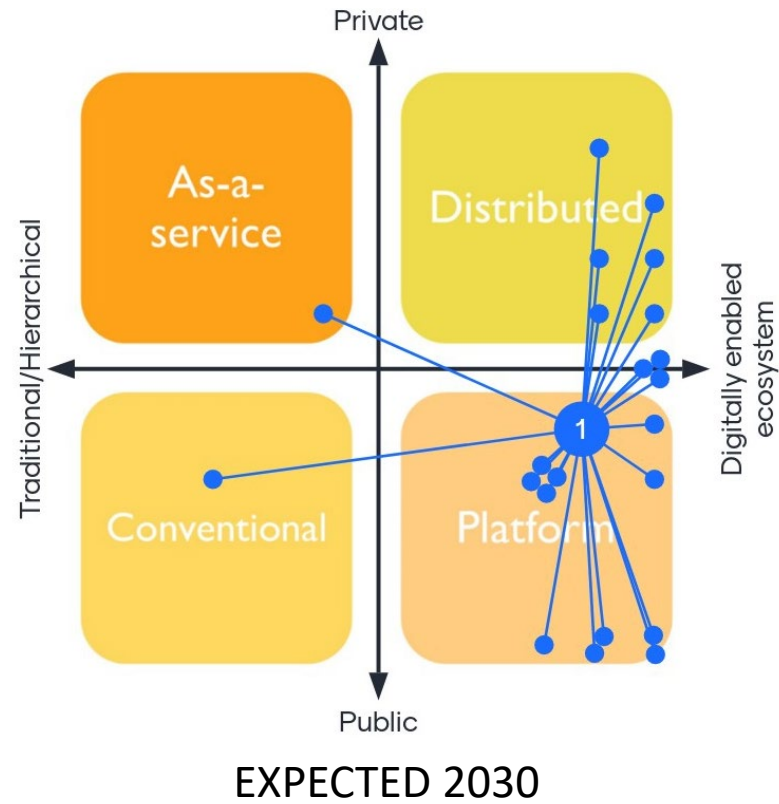 Private
As-a-
service
Distributed
Traditional/Hierarchical
Digitally enabled
ecosystem
1
Conventional
Platform
Public
EXPECTED 2030